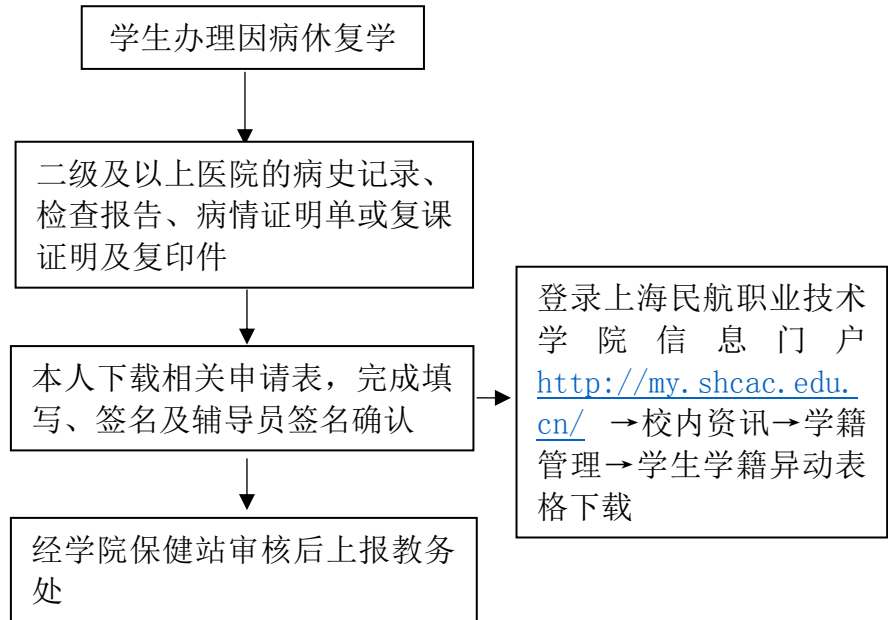 学生办理因病休复学
二级及以上医院的病史记录、
检查报告、病情证明单或复课
证明及复印件
本人下载相关申请表，完成填
写、签名及辅导员签名确认
登录上海民航职业技术
学院信息门户
http://my.shcac.edu.
cn/ →校内资讯→学籍
管理→学生学籍异动表
格下载
经学院保健站审核后上报教务
处